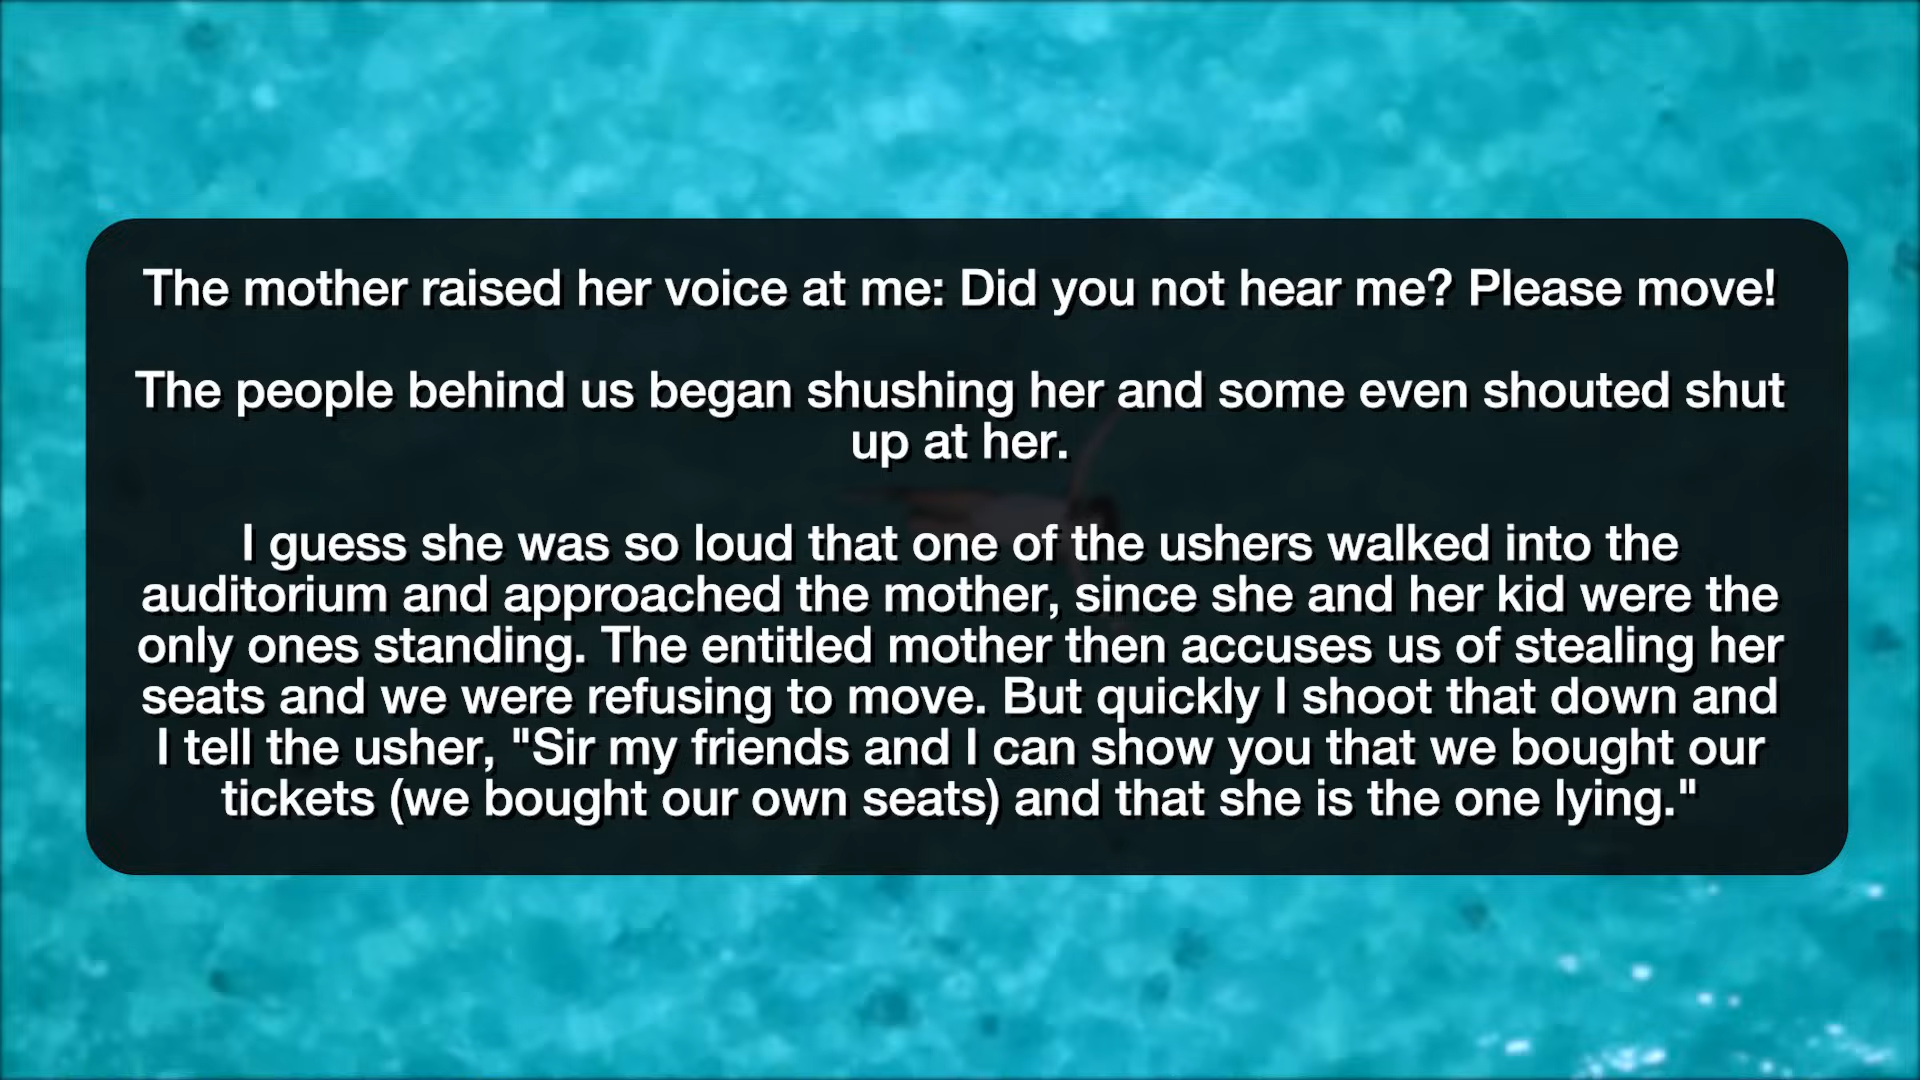 The mother raised her voice at me: Did you not hear me? Please move!
The people behind us began shushing her and some even shouted shut
up at her.
I guess she was so loud that one of the ushers walked into the
auditorium and approached the mother, since she and her kid were the
only ones standing. The entitled mother then accuses us of stealing her
seats and we were refusing to move. But quickly I shoot that down and
I tell the usher, "Sir my friends and I can show you that we bought our
tickets (we bought our own seats) and that she is the one lying."